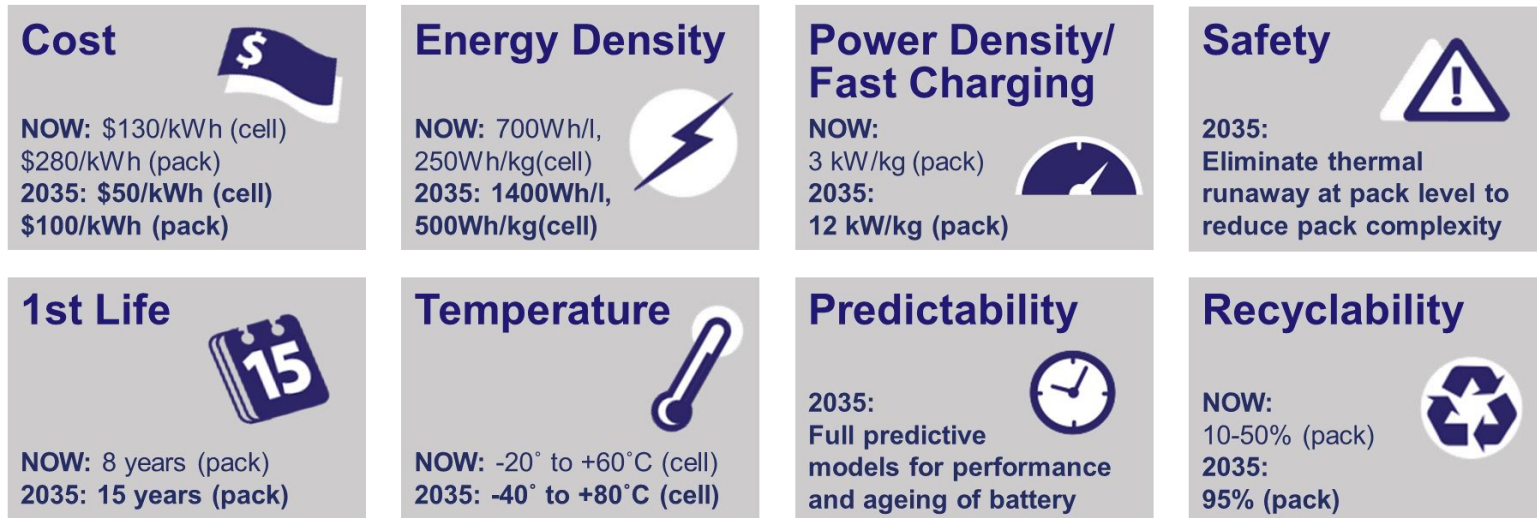 Cost
$
NOW: $130/kWh (cell)
$280/kWh (pack)
2035: $50/kWh (cell)
$100/kWh (pack)
Energy Density
NOW: 700Wh/l,
250Wh/kg(cell)
2035: 1400Wh/l,
500Wh/kg(cell)
Power Density/
Fast Charging
NOW:
3 kW/kg (pack)
2035:
12 kW/kg (pack)
Safety
!
2035:
Eliminate thermal
runaway at pack level to
reduce pack complexity
1st Life
15
NOW: 8 years (pack)
2035: 15 years (pack)
Temperature
NOW: -20˚ to +60˚C (cell)
2035: -40˚ to +80˚C (cell)
Predictability
2035:
Full predictive
models for performance
and ageing of battery
Recyclability
NOW:
10-50% (pack)
2035:
95% (pack)